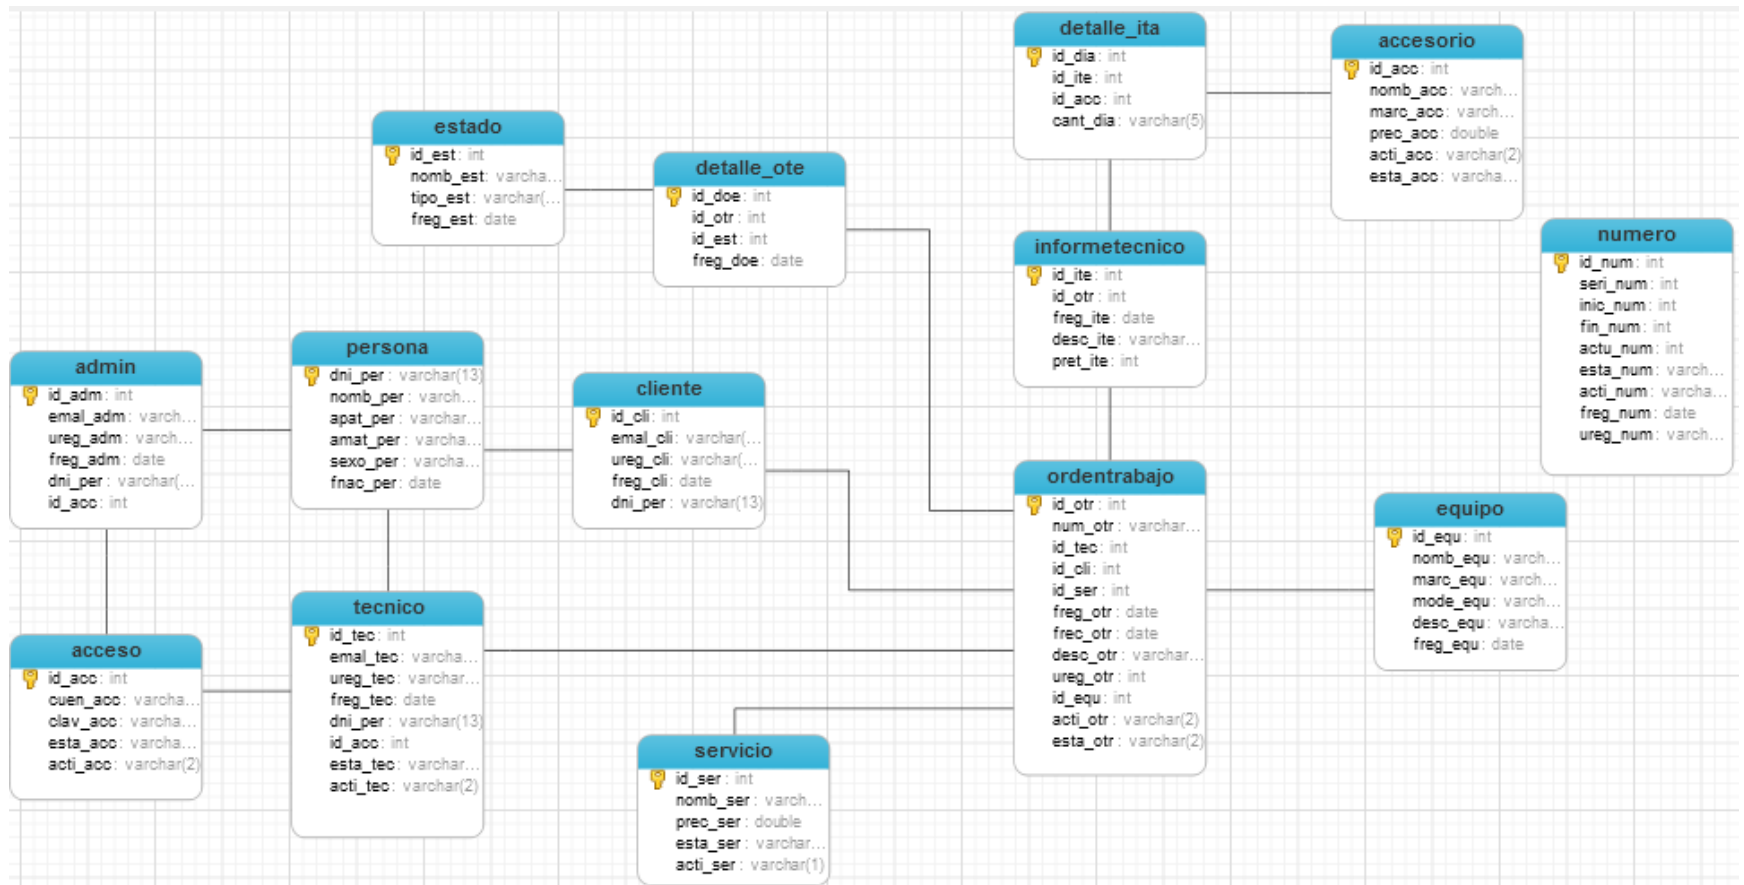 detalle_ita
id_dia: int
id_ite: int
id_acc: int
cant_dia: varchar(5)
accesorio
id_acc: int
nomb_acc: varch...
marc_acc: varch...
prec_acc: double
acti_acc: varchar(2)
esta_acc: varcha...
estado
id_est: int
nomb_est: varcha...
tipo_est: varchar(...
freg_est: date
detalle_ote
id_doe: int
id_otr: int
id_est: int
freg_doe: date
informetecnico
id_ite: int
id_otr: int
freg_ite: date
desc_ite: varchar...
pret_ite: int
numero
id_num: int
seri_num: int
inic_num: int
fin_num: int
actu_num: int
esta_num: varch...
acti_num: varcha...
freg_num: date
ureg_num: varch...
admin
id_adm: int
emal_adm: varch...
ureg_adm: varch...
freg_adm: date
dni_per: varchar(...
id_acc: int
persona
dni_per: varchar(13)
nomb_per: varch...
apat_per: varchar...
amat_per: varcha...
sexo_per: varcha...
fnac_per: date
cliente
id_cli: int
emal_cli: varchar(...
ureg_cli: varchar(...
freg_cli: date
dni_per: varchar(13)
ordentrabajo
id_otr: int
num_otr: varchar...
id_tec: int
id_cli: int
id_ser: int
freg_otr: date
frec_otr: date
desc_otr: varchar...
ureg_otr: int
id_equ: int
acti_otr: varchar(2)
esta_otr: varchar(2)
equipo
id_equ: int
nomb_equ: varch...
marc_equ: varch...
mode_equ: varch...
desc_equ: varcha...
freg_equ: date
acceso
id_acc: int
cuen_acc: varcha...
clav_acc: varcha...
esta_acc: varcha...
acti_acc: varchar(2)
tecnico
id_tec: int
emal_tec: varcha...
ureg_tec: varchar...
freg_tec: date
dni_per: varchar(13)
id_acc: int
esta_tec: varchar...
acti_tec: varchar(2)
servicio
id_ser: int
nomb_ser: varch...
prec_ser: double
esta_ser: varchar...
acti_ser: varchar(1)